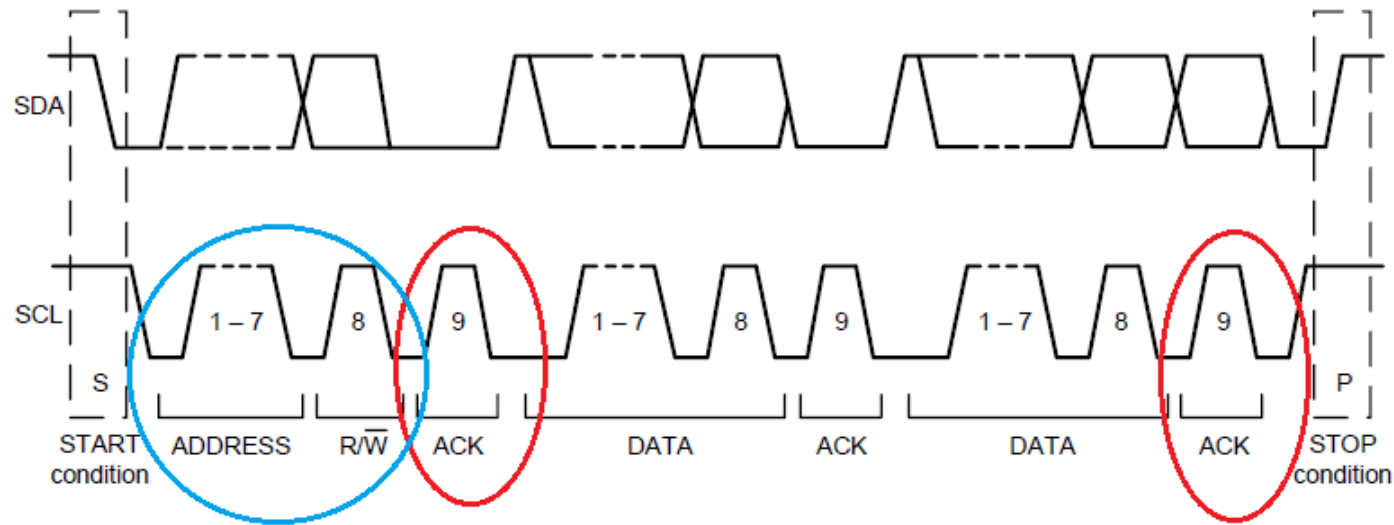 SDA
SCL
1 – 7
8
9
1 – 7
8
9
1 – 7
8
9
S
P
START
condition
ADDRESS
R/W̅
ACK
DATA
ACK
DATA
ACK
STOP
condition